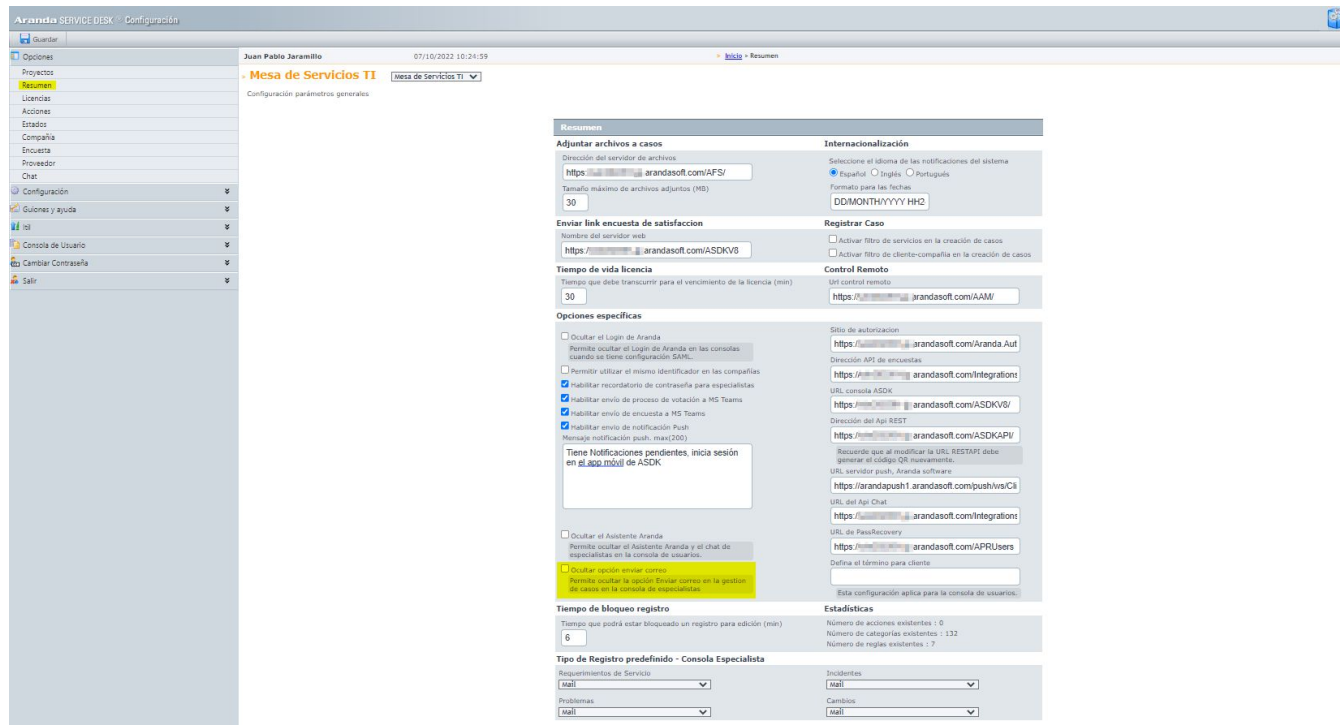 Aranda SERVICE DESK Configuración
Guardar
Opciones
Proyectos
Resumen
Licencias
Acciones
Estados
Compañía
Encuesta
Proveedor
Chat
Configuración
Guiones y ayuda
Itil
Consola de Usuario
Cambiar Contraseña
Salir
Juan Pablo Jaramillo 07/10/2022 10:24:59 Inicio » Resumen
Mesa de Servicios TI Mesa de Servicios TI
Configuración parámetros generales
Resumen
Adjuntar archivos a casos
Dirección del servidor de archivos
https: arandasoft.com/AFS/
Tamaño máximo de archivos adjuntos (MB)
30
Internacionalización
Seleccione el idioma de las notificaciones del sistema
Español Inglés Portugués
Formato para las fechas
DD/MONTH/YYYY HH2
Enviar link encuesta de satisfaccion
Nombre del servidor web
https:/ arandasoft.com/ASDKV8
Registrar Caso
Activar filtro de servicios en la creación de casos
Activar filtro de cliente-compañía en la creación de casos
Tiempo de vida licencia
Tiempo que debe transcurrir para el vencimiento de la licencia (min)
30
Control Remoto
Url control remoto
https:/ arandasoft.com/AAM/
Opciones específicas
Ocultar el Login de Aranda
Permite ocultar el Login de Aranda en las consolas
cuando se tiene configuración SAML.
Permitir utilizar el mismo identificador en las compañías
Habilitar recordatorio de contraseña para especialistas
Habilitar envío de proceso de votación a MS Teams
Habilitar envío de encuesta a MS Teams
Habilitar envio de notificación Push
Mensaje notificación push. max(200)
Tiene Notificaciones pendientes, inicia sesión
en el app móvil de ASDK
Ocultar el Asistente Aranda
Permite ocultar el Asistente Aranda y el chat de
especialistas en la consola de usuarios.
Ocultar opción enviar correo
Permite ocultar la opción Enviar correo en la gestion
de casos en la consola de especialistas
Sitio de autorizacion
https:/ arandasoft.com/Aranda.Aut
Dirección API de encuestas
https:/ arandasoft.com/Integrations
URL consola ASDK
https:/ arandasoft.com/ASDKV8/
Dirección del Api REST
https:/ arandasoft.com/ASDKAPI/
Recuerde que al modificar la URL RESTAPI debe
generar el código QR nuevamente.
URL servidor push, Aranda software
https://arandapush1.arandasoft.com/push/ws/Cli
URL del Api Chat
https:/ arandasoft.com/Integrations
URL de PassRecovery
https:/ arandasoft.com/APRUsers
Defina el término para cliente
Esta configuración aplica para la consola de usuarios.
Tiempo de bloqueo registro
Tiempo que podrá estar bloqueado un registro para edición (min)
6
Estadísticas
Número de acciones existentes : 0
Número de categorías existentes : 132
Número de reglas existentes : 7
Tipo de Registro predefinido - Consola Especialista
Requerimientos de Servicio
Mail
Incidentes
Mail
Problemas
Mail
Cambios
Mail